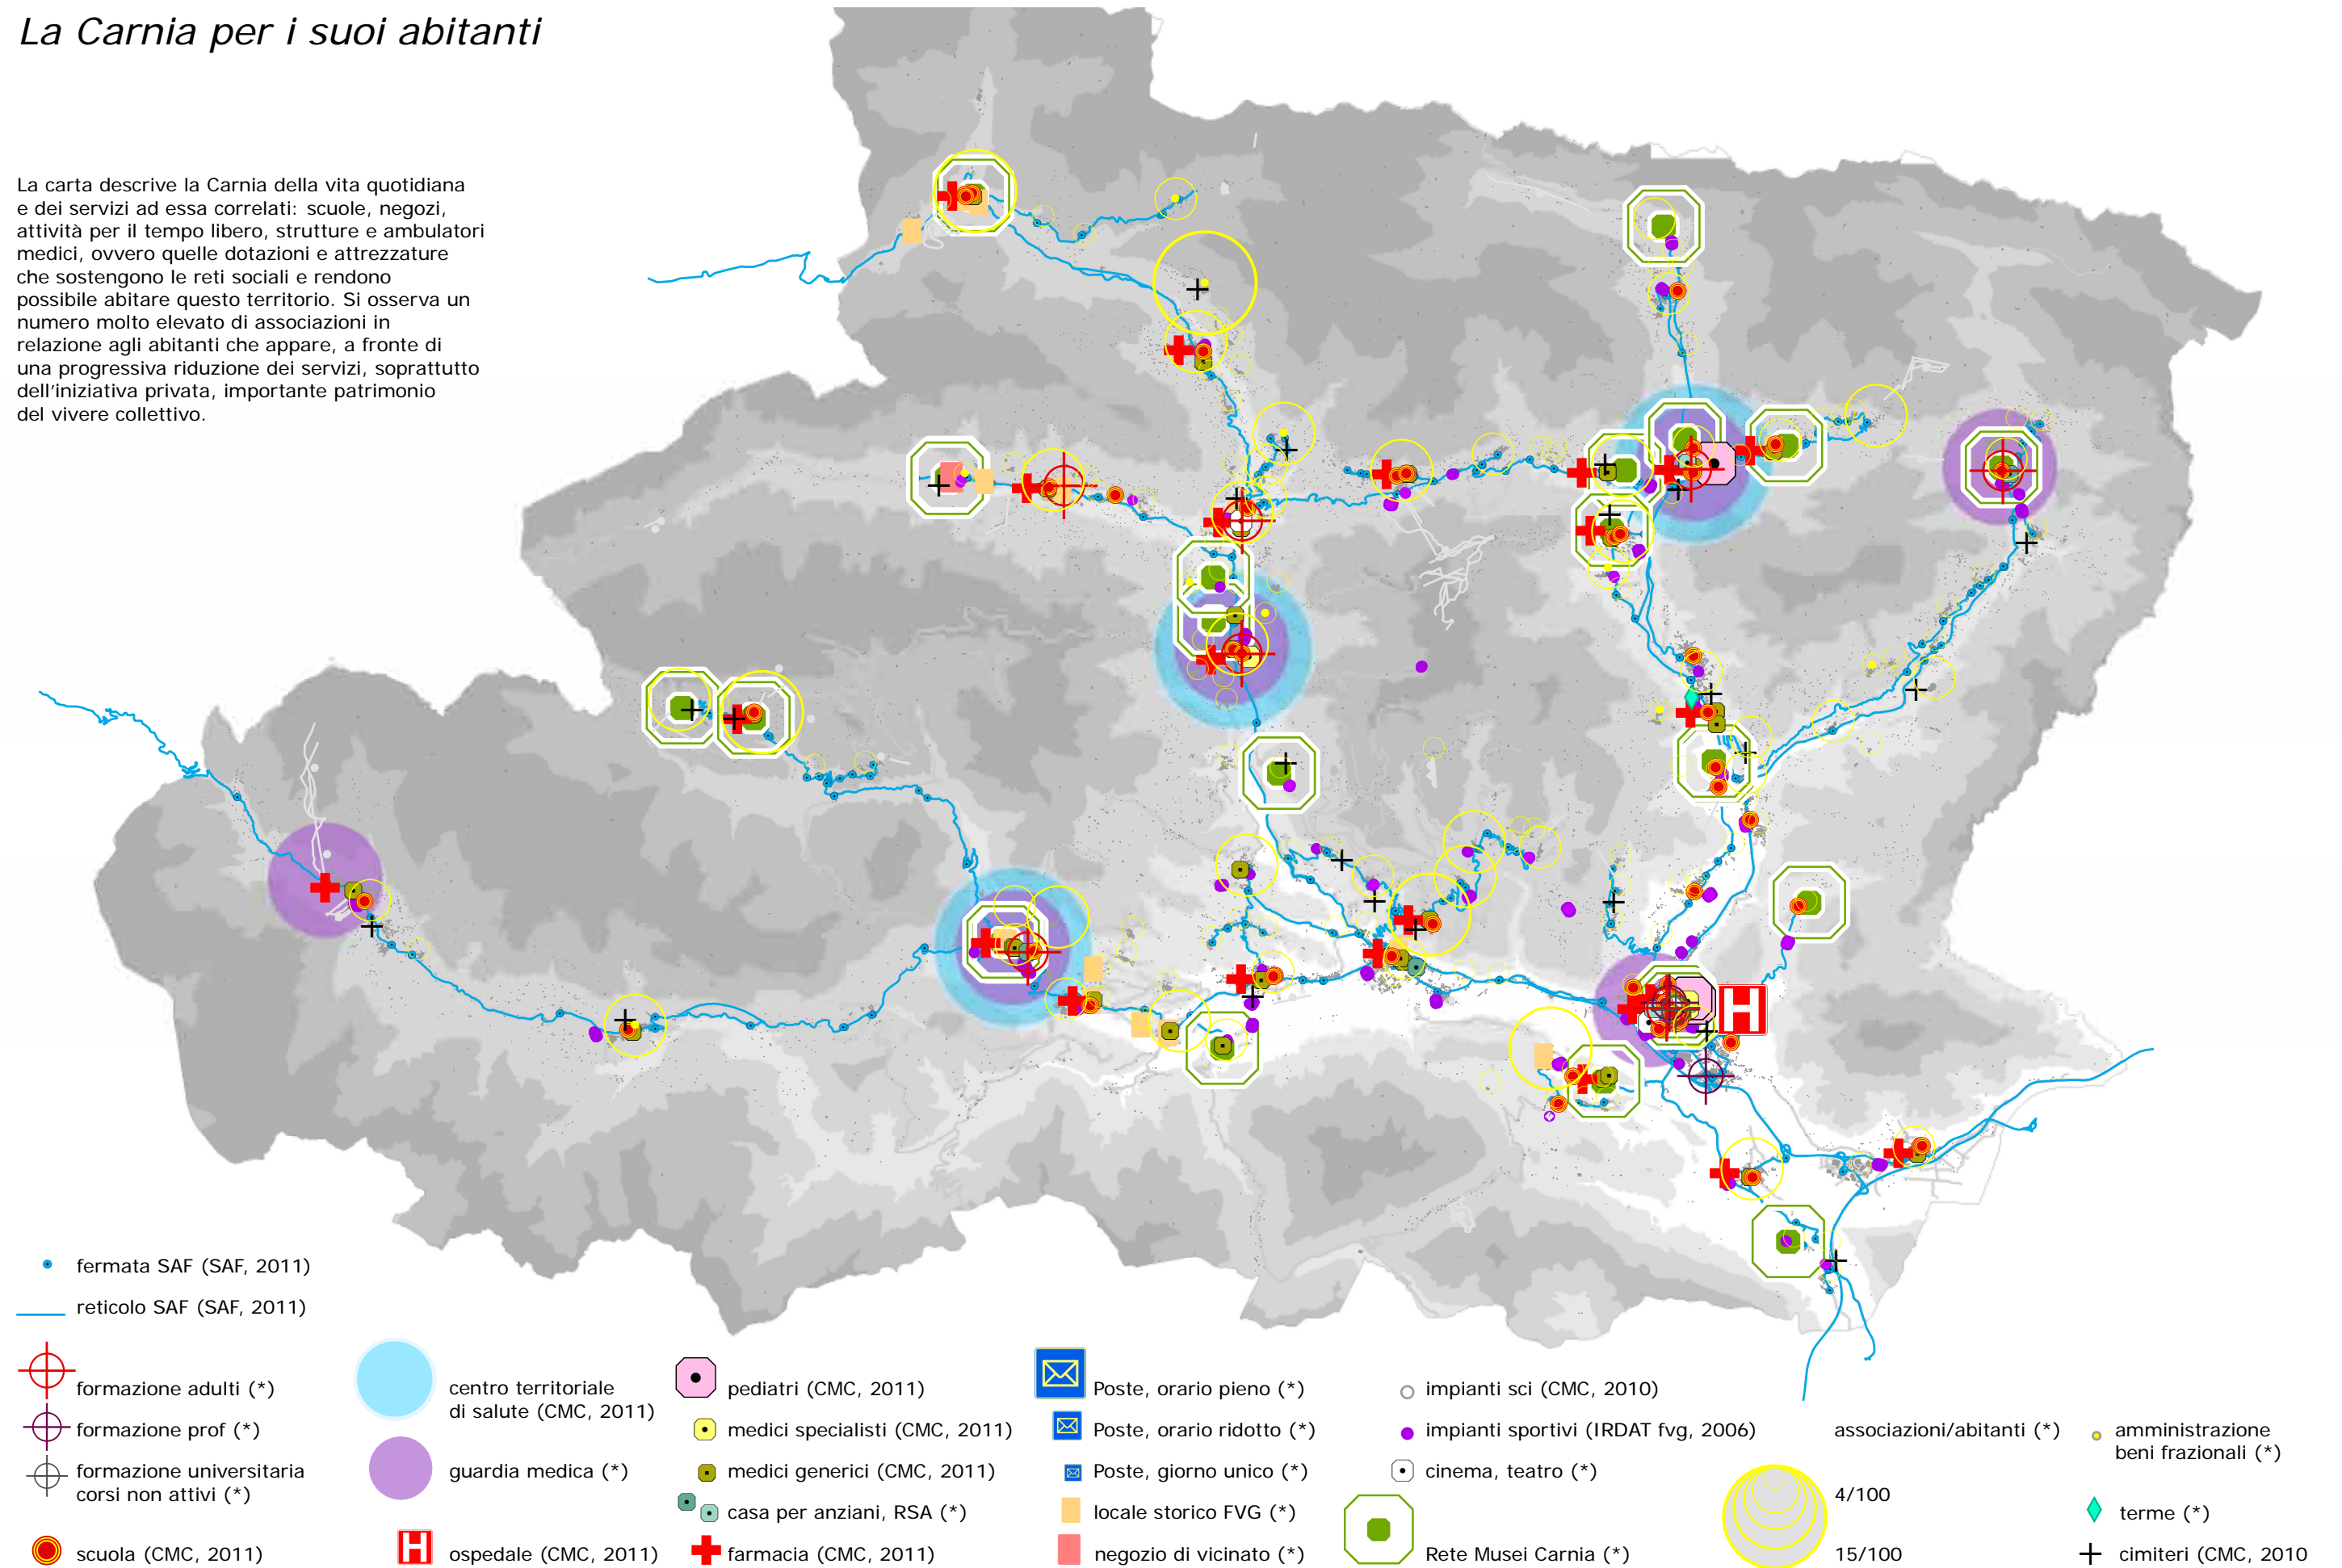 La Carnia per i suoi abitanti
La carta descrive la Carnia della vita quotidiana
e dei servizi ad essa correlati: scuole, negozi,
attività per il tempo libero, strutture e ambulatori
medici, ovvero quelle dotazioni e attrezzature
che sostengono le reti sociali e rendono
possibile abitare questo territorio. Si osserva un
numero molto elevato di associazioni in
relazione agli abitanti che appare, a fronte di
una progressiva riduzione dei servizi, soprattutto
dell'iniziativa privata, importante patrimonio
del vivere collettivo.
H
fermata SAF (SAF, 2011)
reticolo SAF (SAF, 2011)
formazione adulti (*)
formazione prof (*)
formazione universitaria
corsi non attivi (*)
scuola (CMC, 2011)
centro territoriale
di salute (CMC, 2011)
guardia medica (*)
H
ospedale (CMC, 2011)
pediatri (CMC, 2011)
medici specialisti (CMC, 2011)
medici generici (CMC, 2011)
casa per anziani, RSA (*)
farmacia (CMC, 2011)
Poste, orario pieno (*)
Poste, orario ridotto (*)
Poste, giorno unico (*)
locale storico FVG (*)
negozio di vicinato (*)
impianti sci (CMC, 2010)
impianti sportivi (IRDAT fvg, 2006)
cinema, teatro (*)
Rete Musei Carnia (*)
associazioni/abitanti (*)
4/100
15/100
amministrazione
beni frazionali (*)
terme (*)
cimiteri (CMC, 2010